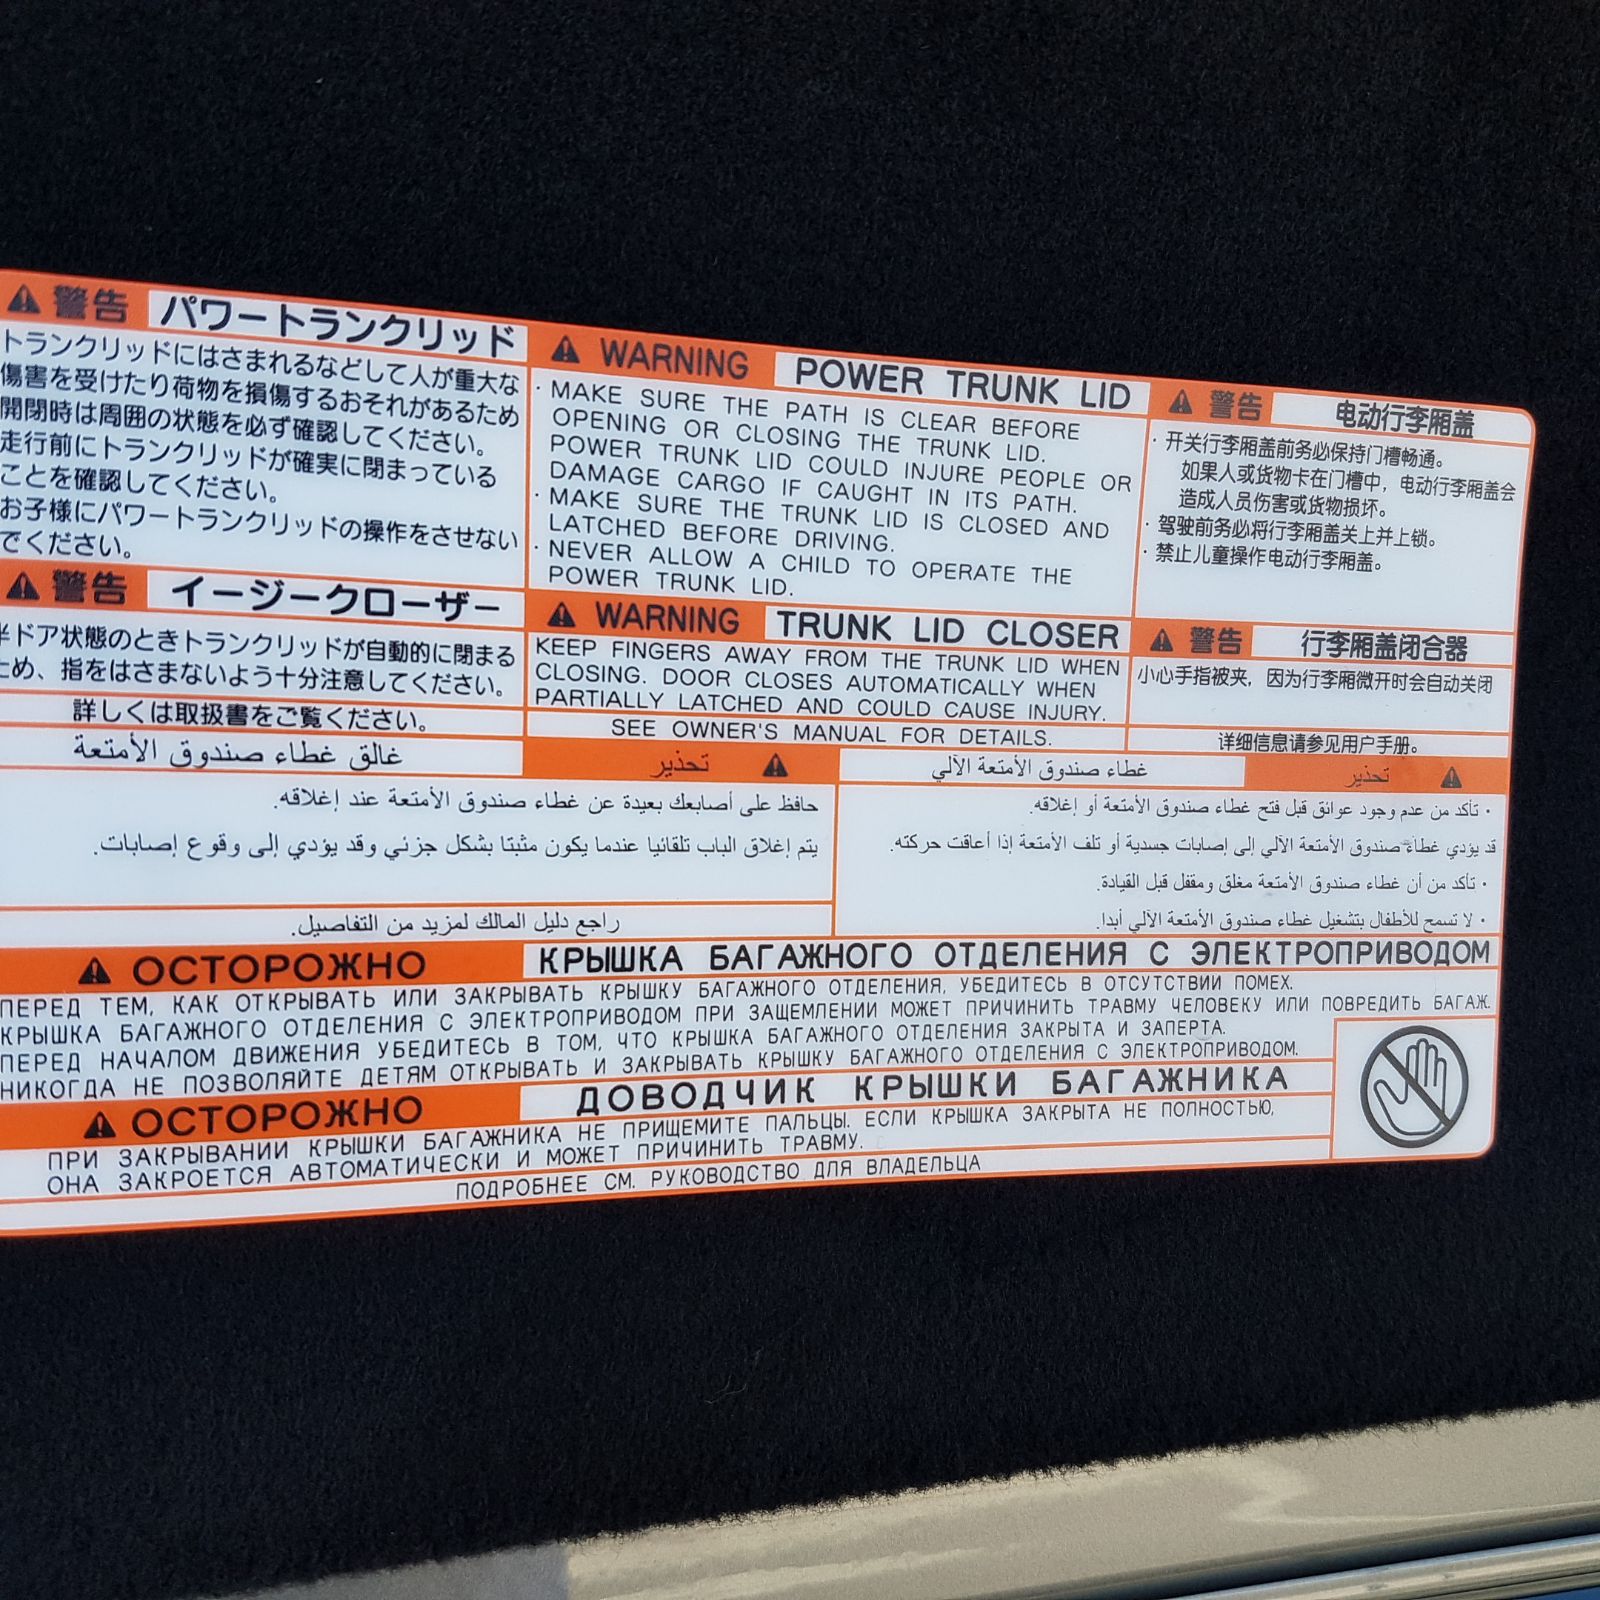 警告 パワートランクリッド
トランクリッドにはさまれるなどして人が重大な
傷害を受けたり荷物を損傷するおそれがあるため
開閉時は周囲の状態を必ず確認してください。
走行前にトランクリッドが確実に閉まっている
ことを確認してください。
お子様にパワートランクリッドの操作をさせない
でください。
警告 イージークローザー
半ドア状態のときトランクリッドが自動的に閉まる
ため、指をはさまないよう十分注意してください。
詳しくは取扱書をご覧ください。
WARNING POWER TRUNK LID
· MAKE SURE THE PATH IS CLEAR BEFORE
OPENING OR CLOSING THE TRUNK LID.
POWER TRUNK LID COULD INJURE PEOPLE OR
DAMAGE CARGO IF CAUGHT IN ITS PATH.
· MAKE SURE THE TRUNK LID IS CLOSED AND
LATCHED BEFORE DRIVING.
· NEVER ALLOW A CHILD TO OPERATE THE
POWER TRUNK LID.
WARNING TRUNK LID CLOSER
KEEP FINGERS AWAY FROM THE TRUNK LID WHEN
CLOSING. DOOR CLOSES AUTOMATICALLY WHEN
PARTIALLY LATCHED AND COULD CAUSE INJURY.
SEE OWNER'S MANUAL FOR DETAILS.
警告 电动行李厢盖
· 开关行李厢盖前务必保持门槽畅通。
如果人或货物卡在门槽中，电动行李厢盖会
造成人员伤害或货物损坏。
· 驾驶前务必将行李厢盖关上并上锁。
· 禁止儿童操作电动行李厢盖。
警告 行李厢盖闭合器
小心手指被夹，因为行李厢微开时会自动关闭
详细信息请参见用户手册。
تحذير غطاء صندوق الأمتعة الآلي
· تأكد من عدم وجود عوائق قبل فتح غطاء صندوق الأمتعة أو إغلاقه.
قد يؤدي غطاء صندوق الأمتعة الآلي إلى إصابات جسدية أو تلف الأمتعة إذا أعاقت حركته.
· تأكد من أن غطاء صندوق الأمتعة مغلق ومقفل قبل القيادة.
· لا تسمح للأطفال بتشغيل غطاء صندوق الأمتعة الآلي أبدا.
تحذير غالق غطاء صندوق الأمتعة
حافظ على أصابعك بعيدة عن غطاء صندوق الأمتعة عند إغلاقه.
يتم إغلاق الباب تلقائيا عندما يكون مثبتا بشكل جزئي وقد يؤدي إلى وقوع إصابات.
راجع دليل المالك لمزيد من التفاصيل.
ОСТОРОЖНО КРЫШКА БАГАЖНОГО ОТДЕЛЕНИЯ С ЭЛЕКТРОПРИВОДОМ
ПЕРЕД ТЕМ, КАК ОТКРЫВАТЬ ИЛИ ЗАКРЫВАТЬ КРЫШКУ БАГАЖНОГО ОТДЕЛЕНИЯ, УБЕДИТЕСЬ В ОТСУТСТВИИ ПОМЕХ.
КРЫШКА БАГАЖНОГО ОТДЕЛЕНИЯ С ЭЛЕКТРОПРИВОДОМ ПРИ ЗАЩЕМЛЕНИИ МОЖЕТ ПРИЧИНИТЬ ТРАВМУ ЧЕЛОВЕКУ ИЛИ ПОВРЕДИТЬ БАГАЖ.
ПЕРЕД НАЧАЛОМ ДВИЖЕНИЯ УБЕДИТЕСЬ В ТОМ, ЧТО КРЫШКА БАГАЖНОГО ОТДЕЛЕНИЯ ЗАКРЫТА И ЗАПЕРТА.
НИКОГДА НЕ ПОЗВОЛЯЙТЕ ДЕТЯМ ОТКРЫВАТЬ И ЗАКРЫВАТЬ КРЫШКУ БАГАЖНОГО ОТДЕЛЕНИЯ С ЭЛЕКТРОПРИВОДОМ.
ОСТОРОЖНО ДОВОДЧИК КРЫШКИ БАГАЖНИКА
ПРИ ЗАКРЫВАНИИ КРЫШКИ БАГАЖНИКА НЕ ПРИЩЕМИТЕ ПАЛЬЦЫ. ЕСЛИ КРЫШКА ЗАКРЫТА НЕ ПОЛНОСТЬЮ,
ОНА ЗАКРОЕТСЯ АВТОМАТИЧЕСКИ И МОЖЕТ ПРИЧИНИТЬ ТРАВМУ.
ПОДРОБНЕЕ СМ. РУКОВОДСТВО ДЛЯ ВЛАДЕЛЬЦА